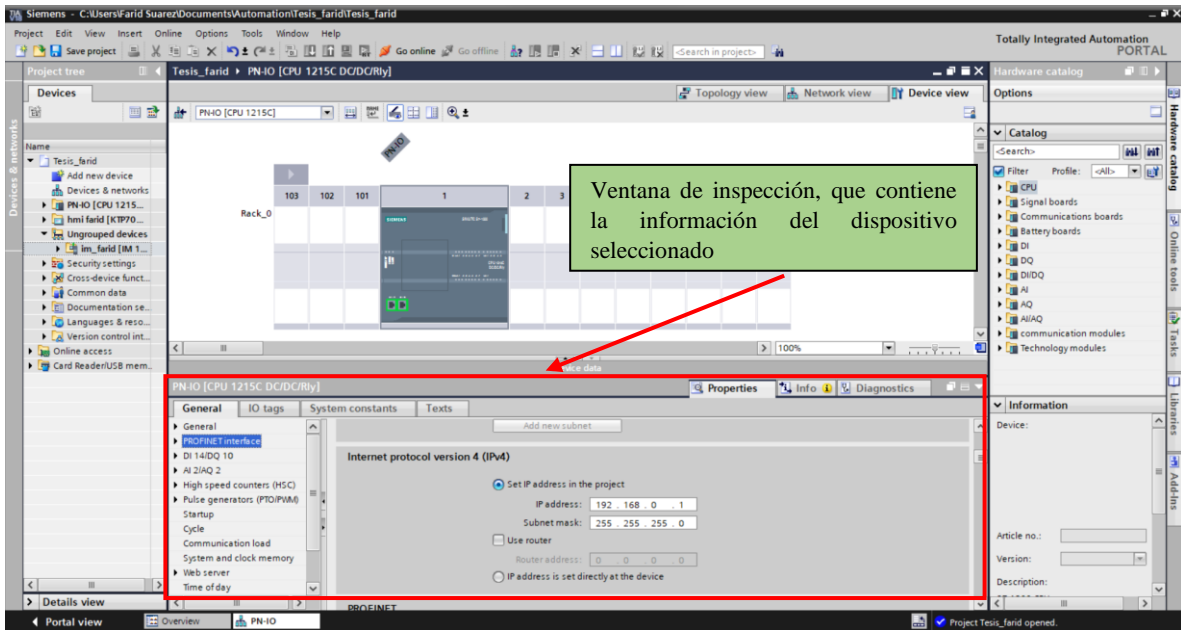 Siemens - C:\Users\Farid Suarez\Documents\Automation\Tesis_farid\Tesis_farid
Project Edit View Insert Online Options Tools Window Help
Totally Integrated Automation
PORTAL
Save project
Go online
Go offline
<Search in project>
Project tree
Tesis_farid ▸ PN-IO [CPU 1215C DC/DC/Rly]
Hardware catalog
Devices
Topology view
Network view
Device view
Options
PN-IO [CPU 1215C]
Name
Tesis_farid
Add new device
Devices & networks
PN-IO [CPU 1215...
hmi farid [KTP70...
Ungrouped devices
im_farid [IM 1...
Security settings
Cross-device funct...
Common data
Documentation se...
Languages & reso...
Version control int...
Online access
Card Reader/USB mem..
Devices & networks
PN-IO
103 102 101 1 2 3
Rack_0
SIEMENS
Ventana de inspección, que contiene
la información del dispositivo
seleccionado
100%
Catalog
<Search>
Filter Profile: <All>
CPU
Signal boards
Communications boards
Battery boards
DI
DQ
DI/DQ
AI
AQ
AI/AQ
communication modules
Technology modules
Hardware catalog
Online tools
Tasks
Libraries
Add-Ins
PN-IO [CPU 1215C DC/DC/Rly]
Properties
Info
Diagnostics
General
IO tags
System constants
Texts
General
PROFINET interface
DI 14/DQ 10
AI 2/AQ 2
High speed counters (HSC)
Pulse generators (PTO/PWM)
Startup
Cycle
Communication load
System and clock memory
Web server
Time of day
Add new subnet
Internet protocol version 4 (IPv4)
Set IP address in the project
IP address: 192 . 168 . 0 . 1
Subnet mask: 255 . 255 . 255 . 0
Use router
Router address: 0 . 0 . 0 . 0
IP address is set directly at the device
PROFINET
Information
Device:
Article no.:
Version:
Description:
Details view
Portal view
Overview
PN-IO
Project Tesis_farid opened.